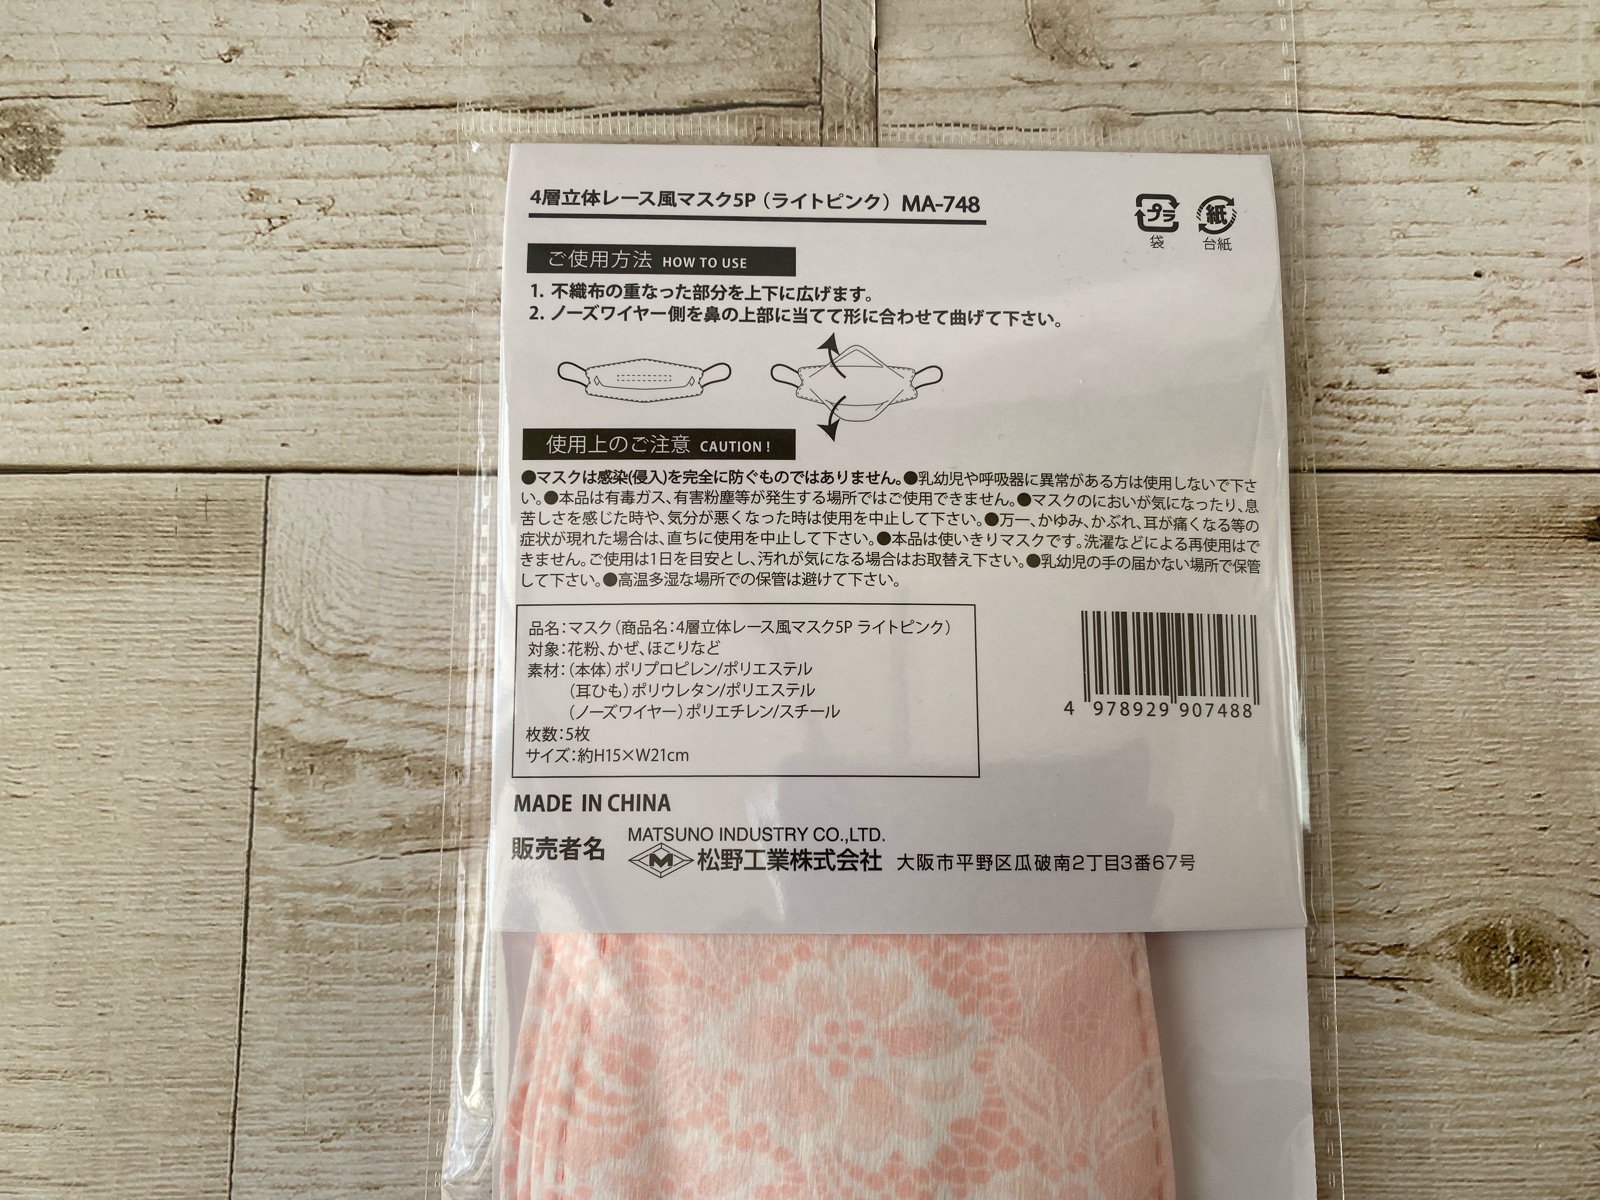 4層立体レース風マスク5P（ライトピンク）MA-748
プラ
袋
紙
台紙
ご使用方法 HOW TO USE
1. 不織布の重なった部分を上下に広げます。
2. ノーズワイヤー側を鼻の上部に当てて形に合わせて曲げて下さい。
使用上のご注意 CAUTION !
●マスクは感染(侵入)を完全に防ぐものではありません。●乳幼児や呼吸器に異常がある方は使用しないで下さ
い。●本品は有毒ガス、有害粉塵等が発生する場所ではご使用できません。●マスクのにおいが気になったり、息
苦しさを感じた時や、気分が悪くなった時は使用を中止して下さい。●万一、かゆみ、かぶれ、耳が痛くなる等の
症状が現れた場合は、直ちに使用を中止して下さい。●本品は使いきりマスクです。洗濯などによる再使用はで
きません。ご使用は1日を目安とし、汚れが気になる場合はお取替え下さい。●乳幼児の手の届かない場所で保管
して下さい。●高温多湿な場所での保管は避けて下さい。
品名：マスク（商品名：4層立体レース風マスク5P ライトピンク）
対象：花粉、かぜ、ほこりなど
素材：（本体）ポリプロピレン/ポリエステル
（耳ひも）ポリウレタン/ポリエステル
（ノーズワイヤー）ポリエチレン/スチール
枚数：5枚
サイズ：約H15×W21cm
4 978929 907488
MADE IN CHINA
販売者名
MATSUNO INDUSTRY CO.,LTD.
M 松野工業株式会社 大阪市平野区瓜破南2丁目3番67号